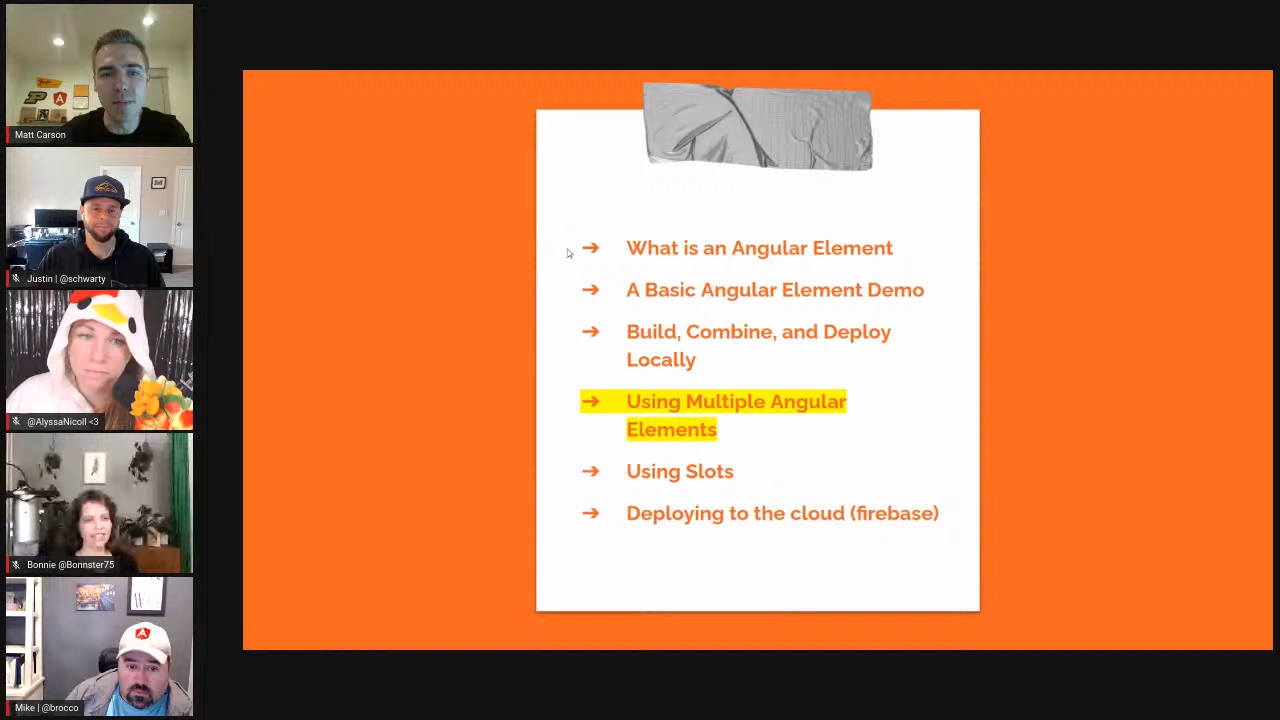 Matt Carson
Justin | @schwarty
@AlyssaNicoll <3
Bonnie @Bonnster75
Mike | @brocco
➔ What is an Angular Element
➔ A Basic Angular Element Demo
➔ Build, Combine, and Deploy
Locally
➔ Using Multiple Angular
Elements
➔ Using Slots
➔ Deploying to the cloud (firebase)